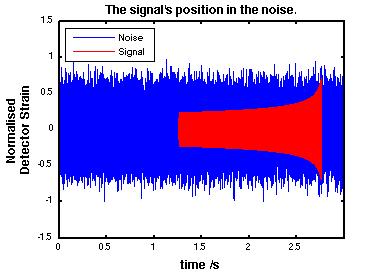 The signal's position in the noise.
1.5
Noise
Signal
1
0.5
0
-0.5
-1
-1.5
Normalised
Detector Strain
0 0.5 1 1.5 2 2.5
time /s